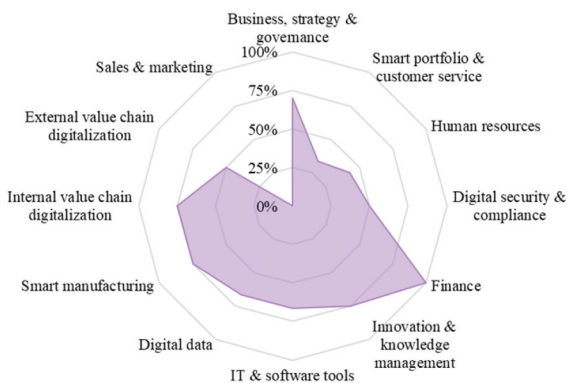 Business, strategy &
governance
100%
75%
50%
25%
0%
Smart portfolio &
customer service
Human resources
Digital security &
compliance
Finance
Innovation &
knowledge
management
IT & software tools
Digital data
Smart manufacturing
Internal value chain
digitalization
External value chain
digitalization
Sales & marketing